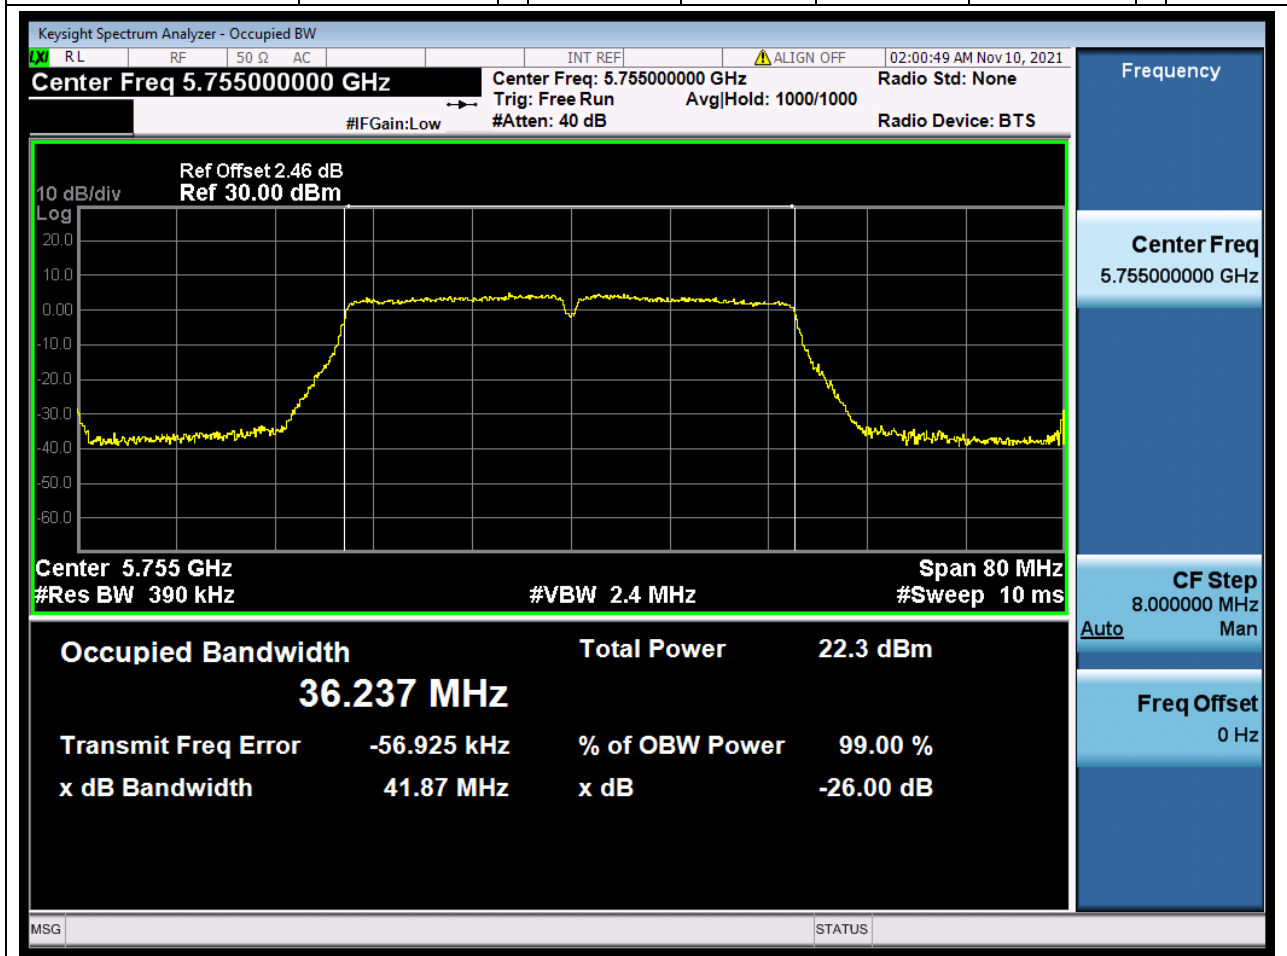 Keysight Spectrum Analyzer - Occupied BW
LXI RL RF 50 Ω AC INT REF ALIGN OFF 02:00:49 AM Nov 10, 2021
Center Freq 5.755000000 GHz
Center Freq: 5.755000000 GHz
Radio Std: None
Trig: Free Run Avg|Hold: 1000/1000
#IFGain:Low
#Atten: 40 dB
Radio Device: BTS
Ref Offset 2.46 dB
10 dB/div Ref 30.00 dBm
Log
20.0
10.0
0.00
-10.0
-20.0
-30.0
-40.0
-50.0
-60.0
Center 5.755 GHz Span 80 MHz
#Res BW 390 kHz #VBW 2.4 MHz #Sweep 10 ms
Occupied Bandwidth Total Power 22.3 dBm
36.237 MHz
Transmit Freq Error -56.925 kHz % of OBW Power 99.00 %
x dB Bandwidth 41.87 MHz x dB -26.00 dB
MSG STATUS
Frequency
Center Freq
5.755000000 GHz
CF Step
8.000000 MHz
Auto Man
Freq Offset
0 Hz